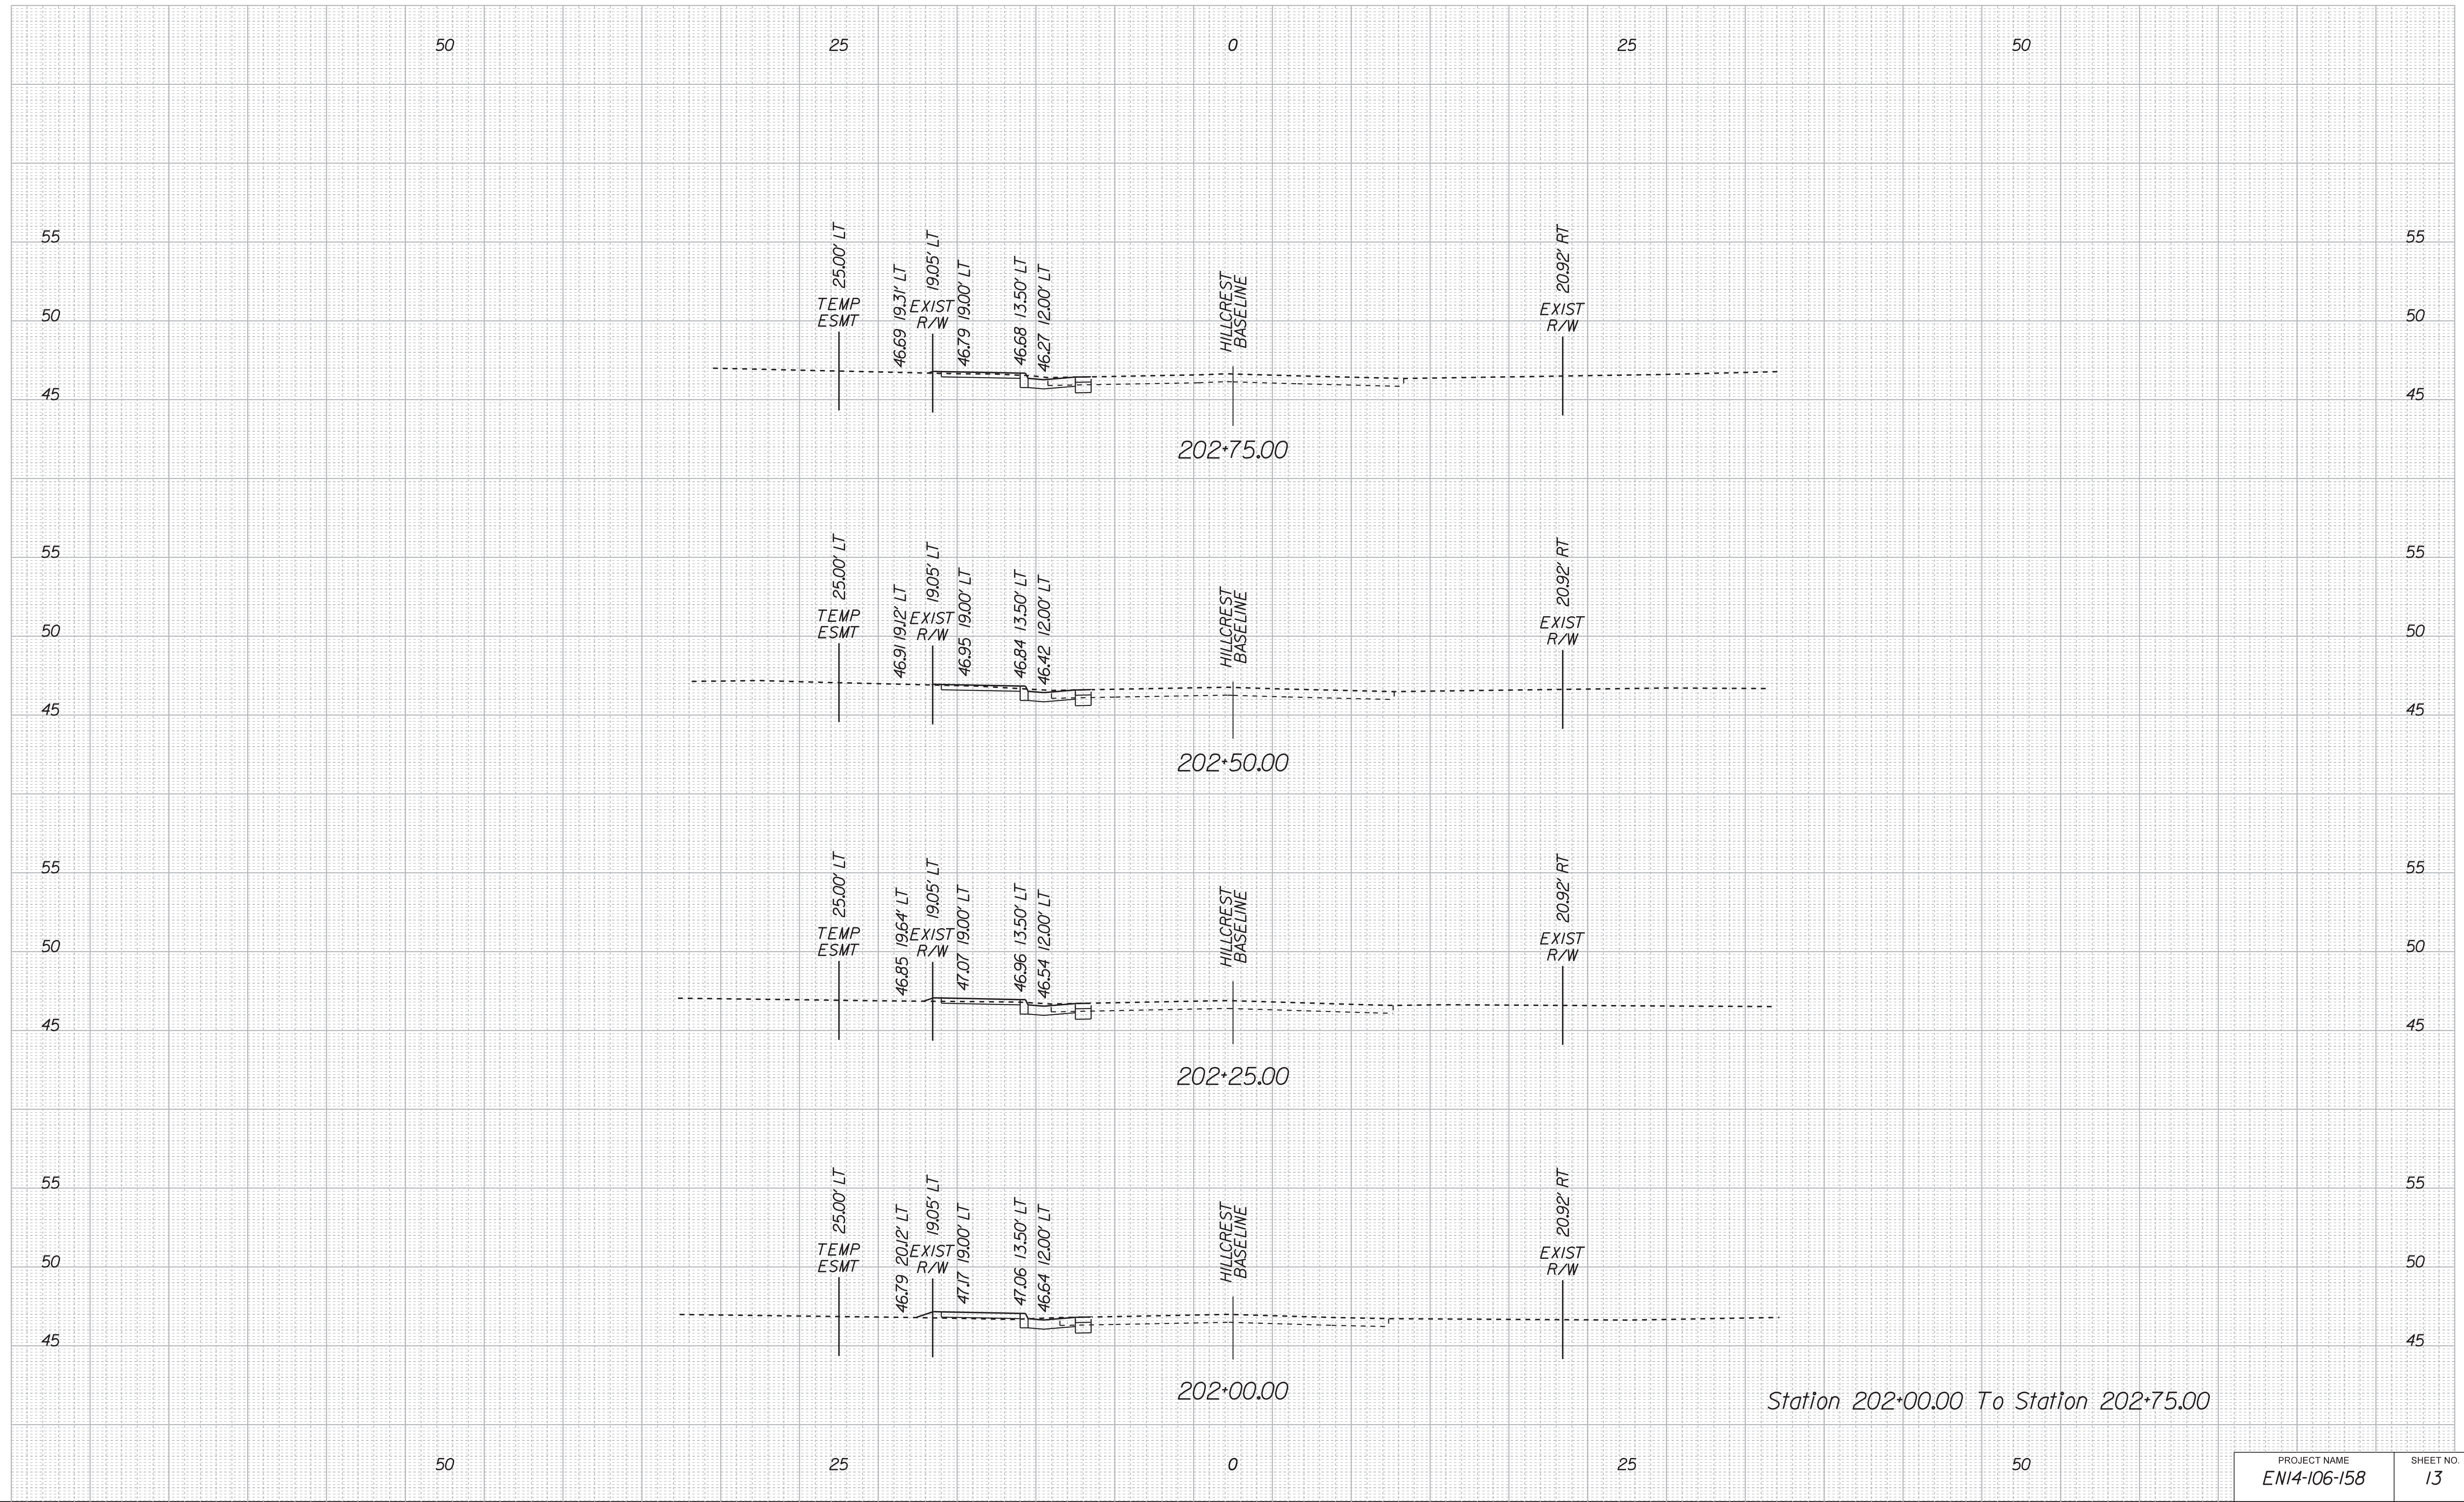 50 25 0 25 50
55 55
50 50
45 45
25.00' LT
TEMP
ESMT
46.69 19.31' LT
19.05' LT
EXIST
R/W
46.79 19.00' LT
46.68 13.50' LT
46.27 12.00' LT
HILLCREST
BASELINE
20.92' RT
EXIST
R/W
202+75.00
55 55
50 50
45 45
25.00' LT
TEMP
ESMT
46.91 19.12' LT
19.05' LT
EXIST
R/W
46.95 19.00' LT
46.84 13.50' LT
46.42 12.00' LT
HILLCREST
BASELINE
20.92' RT
EXIST
R/W
202+50.00
55 55
50 50
45 45
25.00' LT
TEMP
ESMT
46.85 19.64' LT
19.05' LT
EXIST
R/W
47.07 19.00' LT
46.96 13.50' LT
46.54 12.00' LT
HILLCREST
BASELINE
20.92' RT
EXIST
R/W
202+25.00
55 55
50 50
45 45
25.00' LT
TEMP
ESMT
46.79 20.12' LT
19.05' LT
EXIST
R/W
47.17 19.00' LT
47.06 13.50' LT
46.64 12.00' LT
HILLCREST
BASELINE
20.92' RT
EXIST
R/W
202+00.00
Station 202+00.00 To Station 202+75.00
50 25 0 25 50
PROJECT NAME
EN14-106-158
SHEET NO.
13